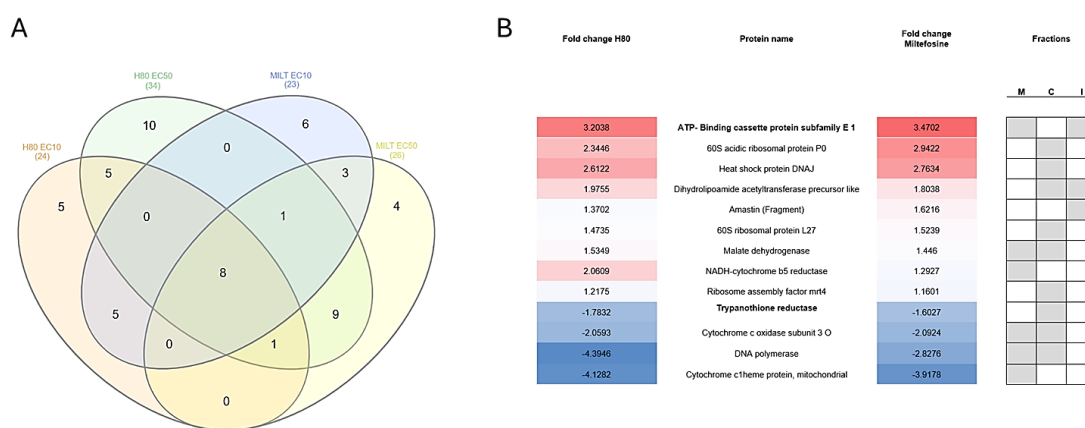 A
H80 EC50
(34)
MILT EC10
(23)
H80 EC10
(24)
MILT EC50
(26)
10
6
0
5
3
5
0
1
4
8
5
9
0
1
0
B
Fold change H80 Protein name Fold change Miltefosine Fractions
M C I
3.2038 ATP- Binding cassette protein subfamily E 1 3.4702
2.3446 60S acidic ribosomal protein P0 2.9422
2.6122 Heat shock protein DNAJ 2.7634
1.9755 Dihydrolipoamide acetyltransferase precursor like 1.8038
1.3702 Amastin (Fragment) 1.6216
1.4735 60S ribosomal protein L27 1.5239
1.5349 Malate dehydrogenase 1.446
2.0609 NADH-cytochrome b5 reductase 1.2927
1.2175 Ribosome assembly factor mrt4 1.1601
-1.7832 Trypanothione reductase -1.6027
-2.0593 Cytochrome c oxidase subunit 3 O -2.0924
-4.3946 DNA polymerase -2.8276
-4.1282 Cytochrome c1heme protein, mitochondrial -3.9178